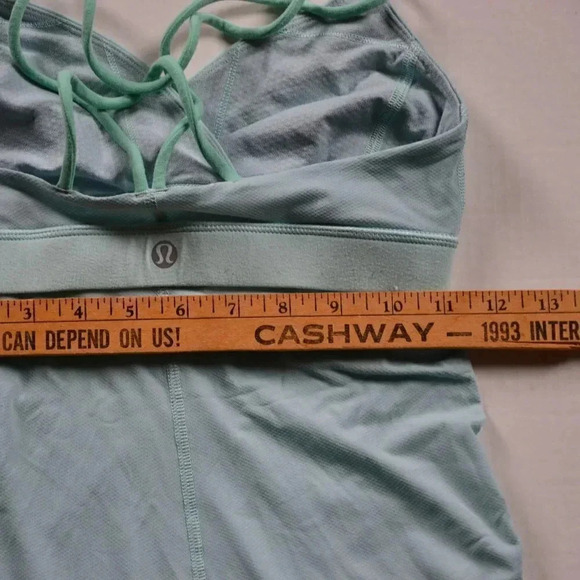 3 4 5 6 7 8 9 10 11 12 13
CAN DEPEND ON US! CASHWAY — 1993 INTER